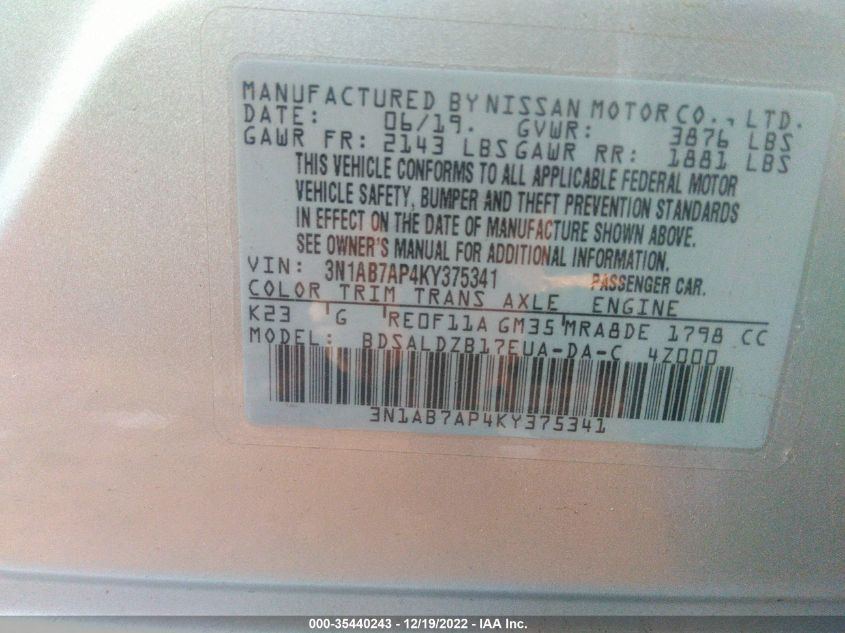 MANUFACTURED BY NISSAN MOTOR CO., LTD.
DATE: 06/19. GVWR: 3876 LBS
GAWR FR: 2143 LBS GAWR RR: 1881 LBS
THIS VEHICLE CONFORMS TO ALL APPLICABLE FEDERAL MOTOR
VEHICLE SAFETY, BUMPER AND THEFT PREVENTION STANDARDS
IN EFFECT ON THE DATE OF MANUFACTURE SHOWN ABOVE.
SEE OWNER'S MANUAL FOR ADDITIONAL INFORMATION.
VIN: 3N1AB7AP4KY375341 PASSENGER CAR.
COLOR TRIM TRANS AXLE ENGINE
K23 G RE0F11A GM35 MRA8DE 1798 CC
MODEL: BDSALDZB17EUA-DA-C 4Z000
3N1AB7AP4KY375341
000-35440243 - 12/19/2022 - IAA Inc.